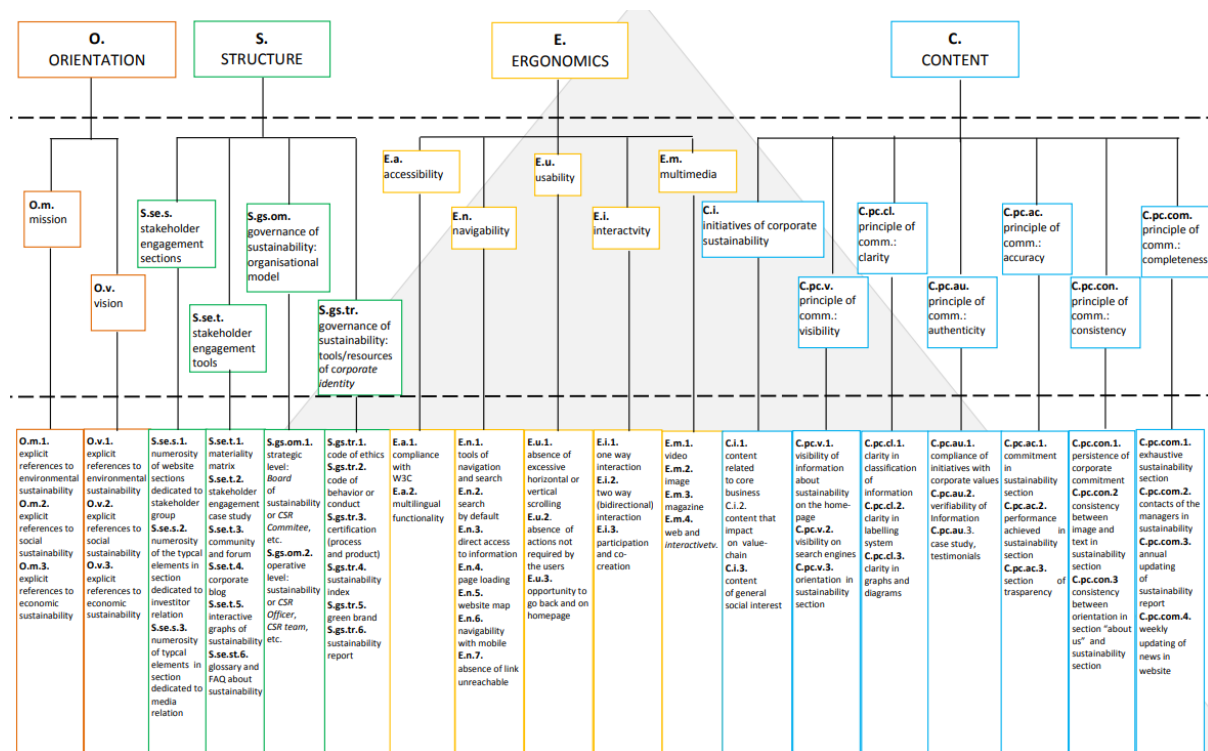 O.
ORIENTATION
S.
STRUCTURE
E.
ERGONOMICS
C.
CONTENT
O.m.
mission
O.v.
vision
S.se.s.
stakeholder
engagement
sections
S.se.t.
stakeholder
engagement
tools
S.gs.om.
governance of
sustainability:
organisational
model
S.gs.tr.
governance of
sustainability:
tools/resources
of corporate
identity
E.a.
accessibility
E.n.
navigability
E.u.
usability
E.i.
interactvity
E.m.
multimedia
C.i.
initiatives of corporate
sustainability
C.pc.v.
principle of
comm.:
visibility
C.pc.cl.
principle of
comm.:
clarity
C.pc.au.
principle of
comm.:
authenticity
C.pc.ac.
principle of
comm.:
accuracy
C.pc.con.
principle of
comm.:
consistency
C.pc.com.
principle of
comm.:
completeness
O.m.1.
explicit
references to
environmental
sustainability
O.m.2.
explicit
references to
social
sustainability
O.m.3.
explicit
references to
economic
sustainability
O.v.1.
explicit
references to
environmental
sustainability
O.v.2.
explicit
references to
social
sustainability
O.v.3.
explicit
references to
economic
sustainability
S.se.s.1.
numerosity
of website
sections
dedicated to
stakeholder
group
S.se.s.2.
numerosity of
the typcal
elements in
section
dedicated to
investitor
relation
S.se.s.3.
numerosity of
typcal
elements in
section
dedicated to
media
relation
S.se.t.1.
materiality
matrix
S.se.t.2.
stakeholder
engagement
case study
S.se.t.3.
community
and forum
S.se.t.4.
corporate
blog
S.se.t.5.
interactive
graphs of
sustainability
S.se.st.6.
glossary and
FAQ about
sustainability
S.gs.om.1.
strategic
level:
Board
of
sustainability
or CSR
Commitee,
etc.
S.gs.om.2.
operative
level:
sustainability
or CSR
Officer,
CSR team,
etc.
S.gs.tr.1.
code of ethics
S.gs.tr.2.
code of
behavior or
conduct
S.gs.tr.3.
certification
(process
and product)
S.gs.tr.4.
sustainability
index
S.gs.tr.5.
green brand
S.gs.tr.6.
sustainability
report
E.a.1.
compliance
with
W3C
E.a.2.
multilingual
functionality
E.n.1.
tools of
navigation
and search
E.n.2.
search
by default
E.n.3.
direct access
to information
E.n.4.
page loading
E.n.5.
website map
E.n.6.
navigability
with mobile
E.n.7.
absence of link
unreachable
E.u.1.
absence of
excessive
horizontal or
vertical
scrolling
E.u.2.
absence of
actions not
required by
the users
E.u.3
opportunity to
go back and on
homepage
E.i.1.
one way
interaction
E.i.2.
two way
(bidirectional)
interaction
E.i.3.
participation
and co-
creation
E.m.1.
video
E.m.2.
image
E.m.3.
magazine
E.m.4.
web and
interactivetv.
C.i.1.
content
related
to core
business
C.i.2.
content that
impact
on value-
chain
C.i.3.
content
of general
social interest
C.pc.v.1.
visibility of
information
about
sustainability
on the home-
page
C.pc.v.2.
visibility on
search engines
C.pc.v.3.
orientation in
sustainability
section
C.pc.cl.1.
clarity in
classification
of
information
C.pc.cl.2.
clarity in
labelling
system
C.pc.cl.3.
clarity in
graphs and
diagrams
C.pc.au.1.
compliance of
initiatives with
corporate values
C.pc.au.2.
verifiability of
Information
C.pc.au.3.
case study,
testimonials
C.pc.ac.1.
commitment
in
sustainability
section
C.pc.ac.2.
performance
achieved in
sustainability
section
C.pc.ac.3.
section of
trasparency
C.pc.con.1.
persistence of
corporate
commitment
C.pc.con.2
consistency
between
image and
text in
sustainability
section
C.pc.con.3
consistency
between
orientation in
section “about
us” and
sustainability
section
C.pc.com.1.
exhaustive
sustainability
section
C.pc.com.2.
contacts of the
managers in
sustainability
C.pc.com.3.
annual
updating
of
sustainability
report
C.pc.com.4.
weekly
updating of
news in
website